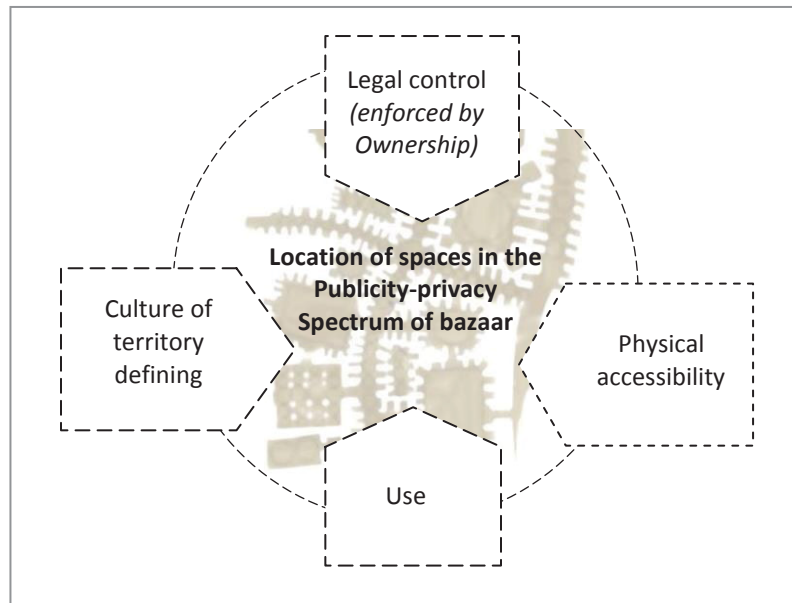 Legal control
(enforced by
Ownership)
Location of spaces in the
Publicity-privacy
Spectrum of bazaar
Culture of
territory
defining
Physical
accessibility
Use